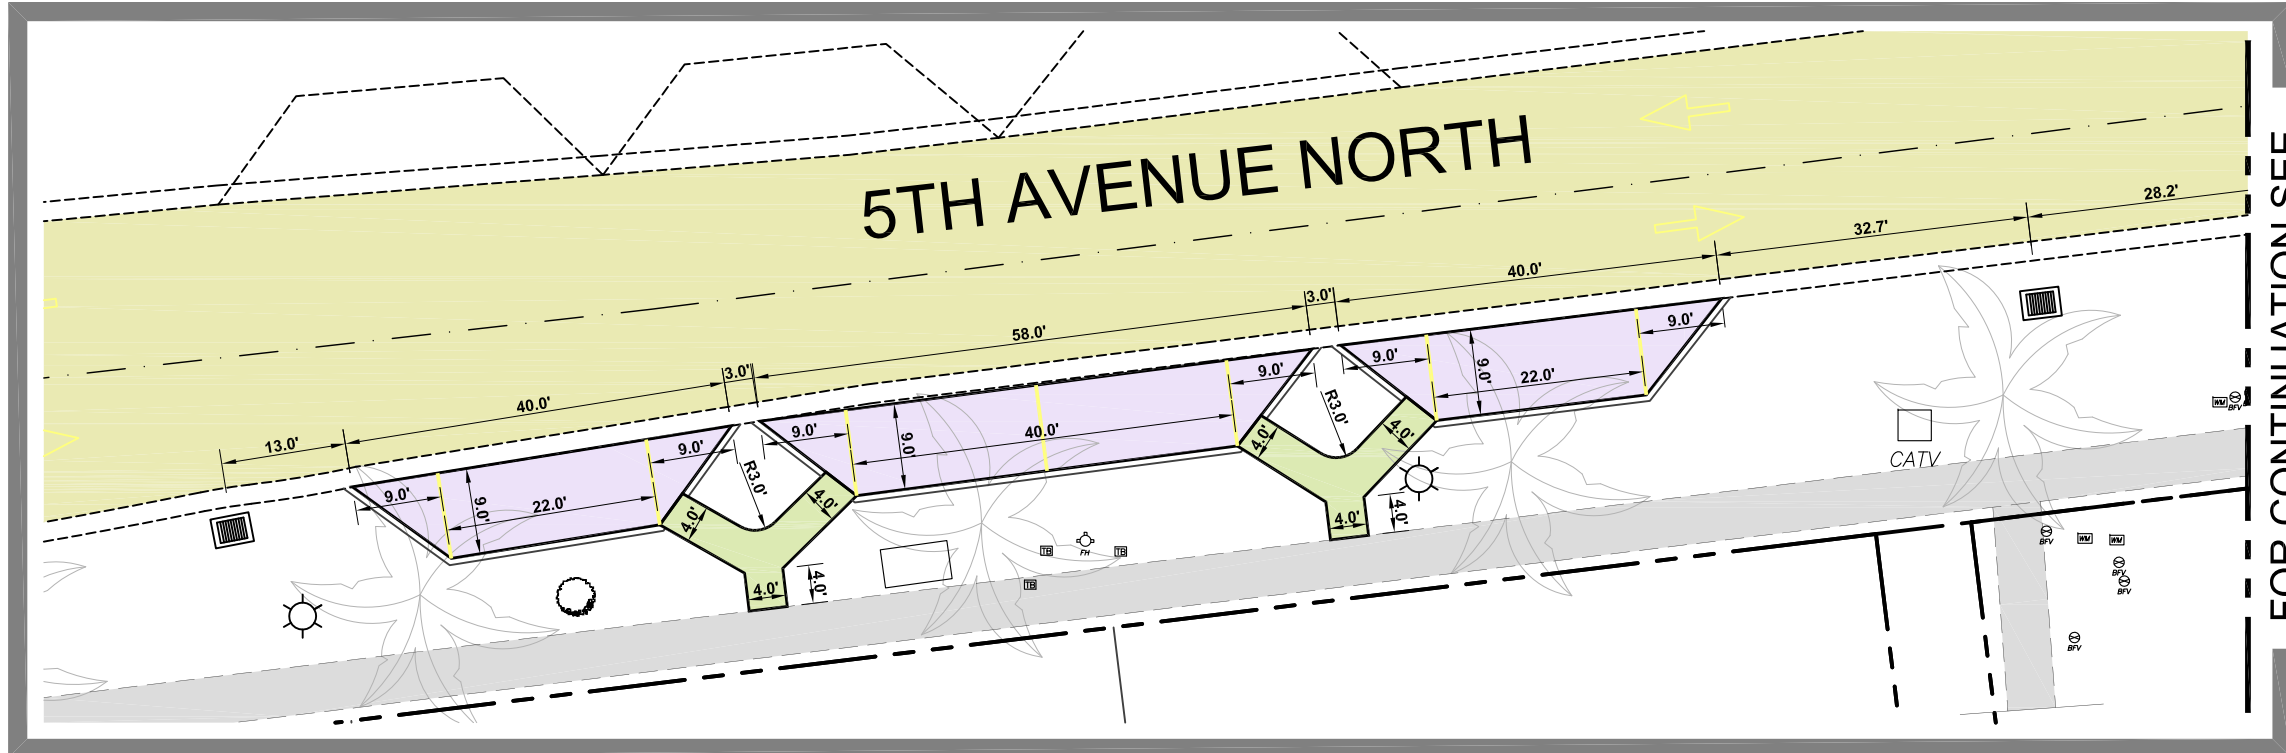 5TH AVENUE NORTH
28.2'
32.7'
40.0'
3.0'
58.0'
3.0'
40.0'
13.0'
9.0'
9.0'
22.0'
9.0'
R3.0'
4.0'
4.0'
4.0'
4.0'
9.0'
9.0'
40.0'
9.0'
R3.0'
4.0'
4.0'
4.0'
4.0'
9.0'
9.0'
22.0'
9.0'
CATV
TB
FH
TB
TB
WM
BFV
BFV
WM
WM
BFV
BFV
BFV
FOR CONTINUATION SEE